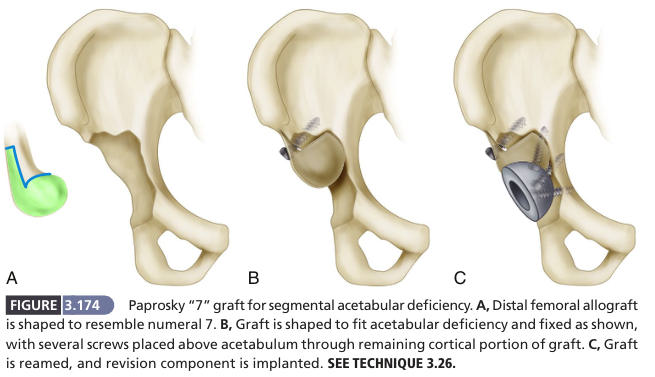 A
B
C
FIGURE 3.174 Paprosky “7” graft for segmental acetabular deficiency. A, Distal femoral allograft
is shaped to resemble numeral 7. B, Graft is shaped to fit acetabular deficiency and fixed as shown,
with several screws placed above acetabulum through remaining cortical portion of graft. C, Graft
is reamed, and revision component is implanted. SEE TECHNIQUE 3.26.